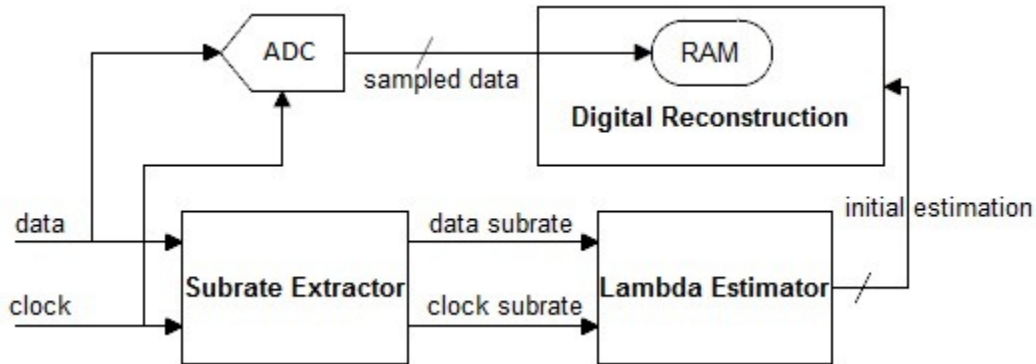 ADC
RAM
sampled data
Digital Reconstruction
data
data subrate
initial estimation
Subrate Extractor
Lambda Estimator
clock
clock subrate